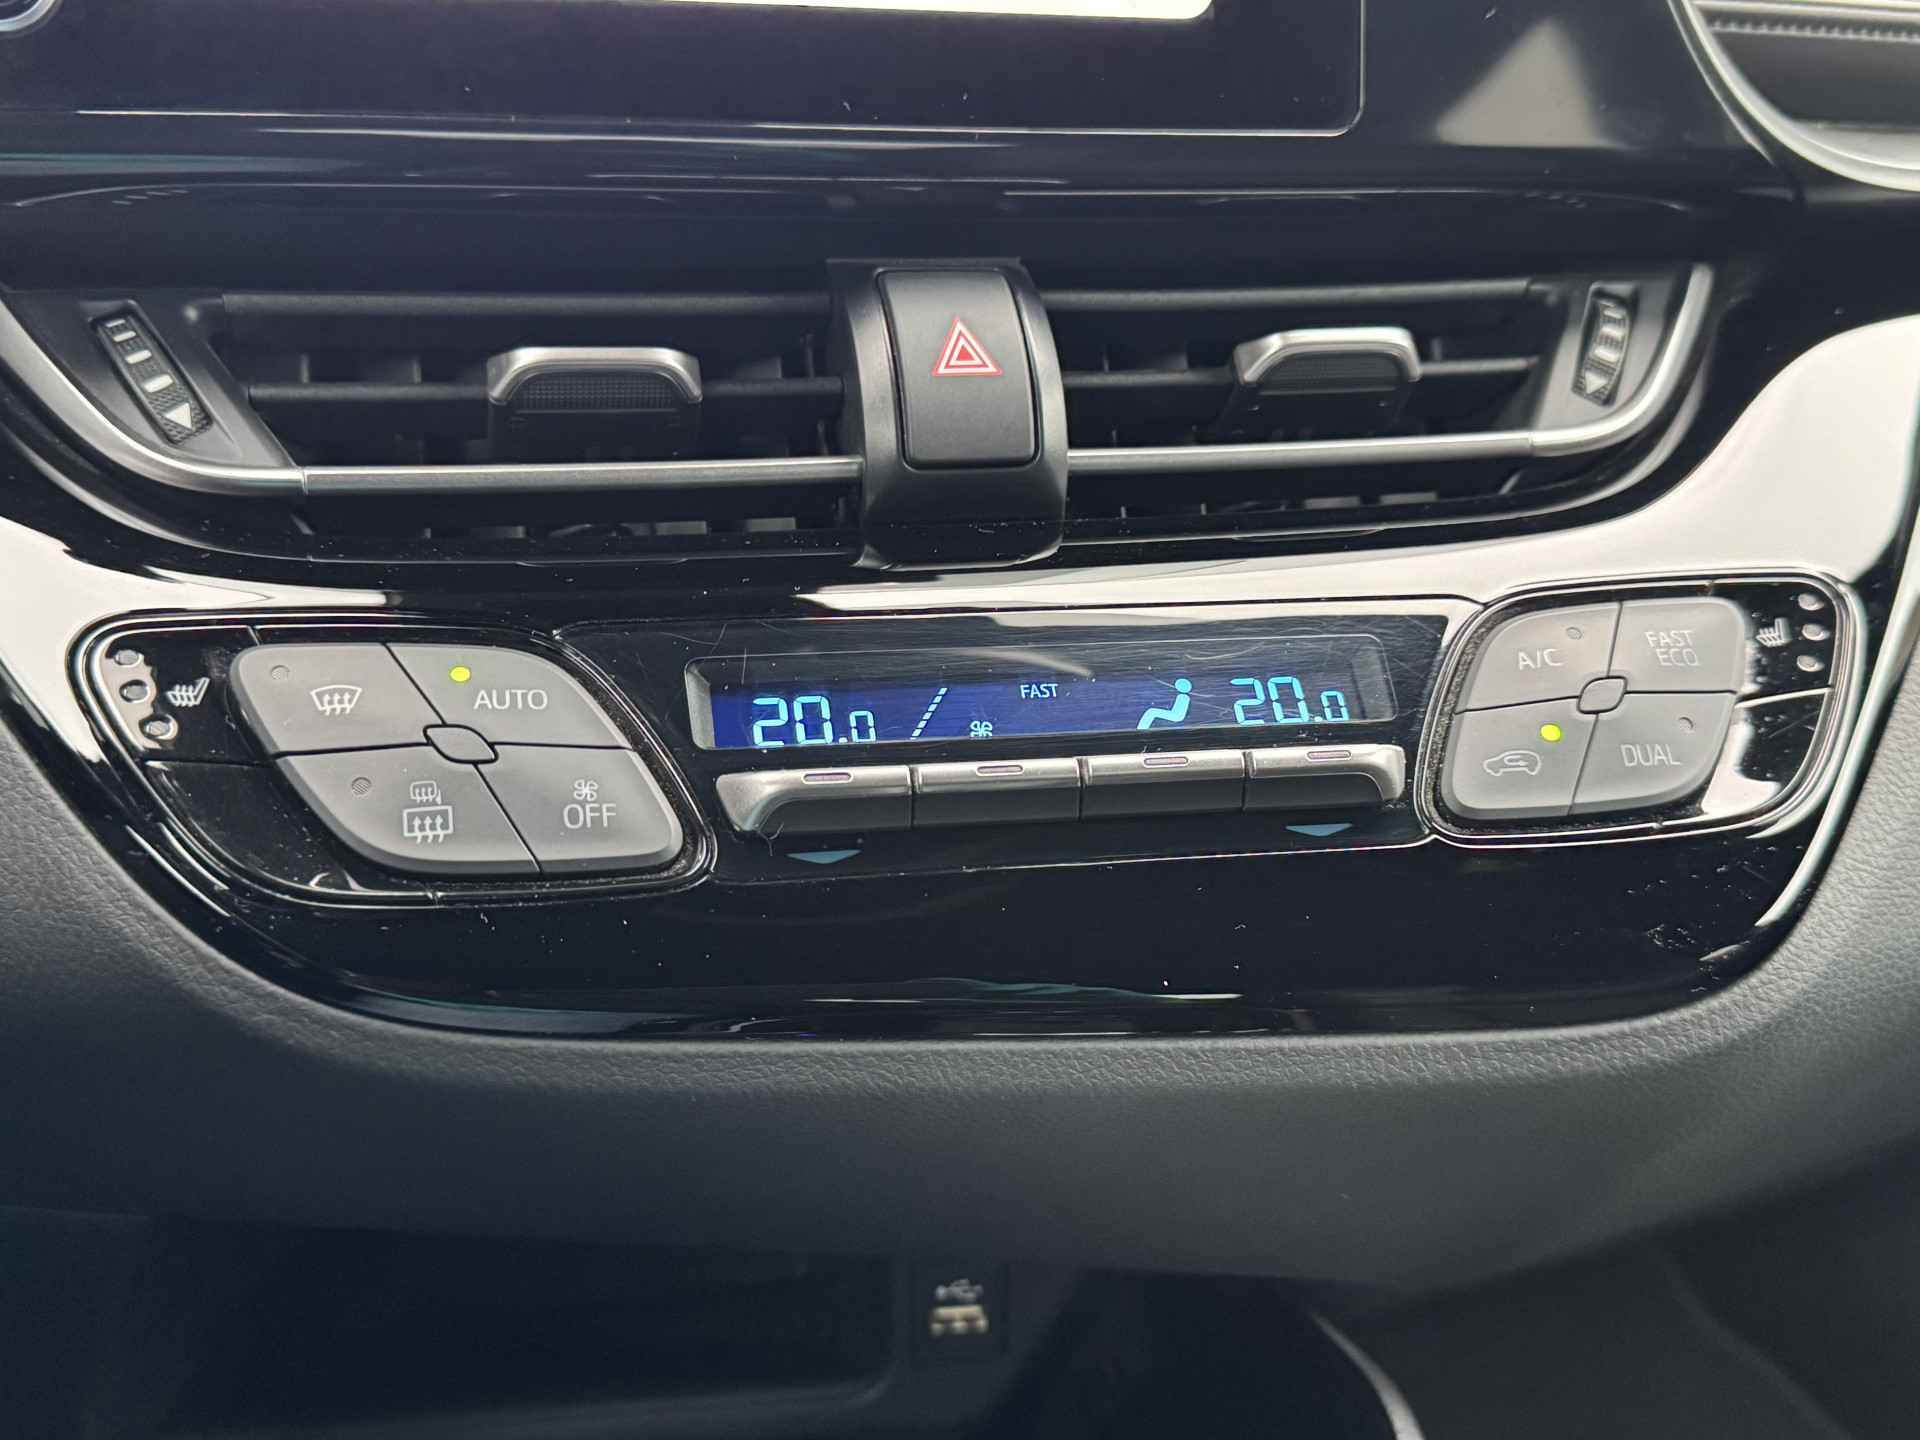 AUTO
OFF
20.0 FAST 20.0
A/C
FAST
ECO
DUAL